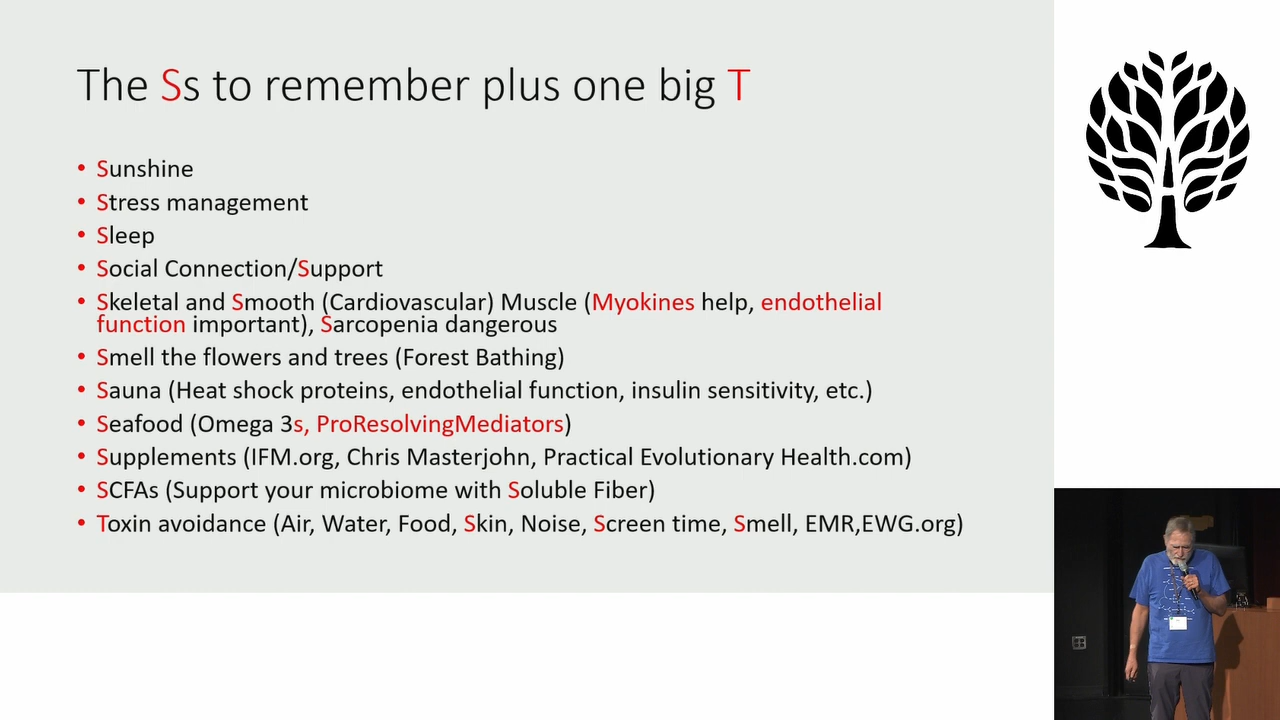 The Ss to remember plus one big T
• Sunshine
• Stress management
• Sleep
• Social Connection/Support
• Skeletal and Smooth (Cardiovascular) Muscle (Myokines help, endothelial
function important), Sarcopenia dangerous
• Smell the flowers and trees (Forest Bathing)
• Sauna (Heat shock proteins, endothelial function, insulin sensitivity, etc.)
• Seafood (Omega 3s, ProResolvingMediators)
• Supplements (IFM.org, Chris Masterjohn, Practical Evolutionary Health.com)
• SCFAs (Support your microbiome with Soluble Fiber)
• Toxin avoidance (Air, Water, Food, Skin, Noise, Screen time, Smell, EMR,EWG.org)